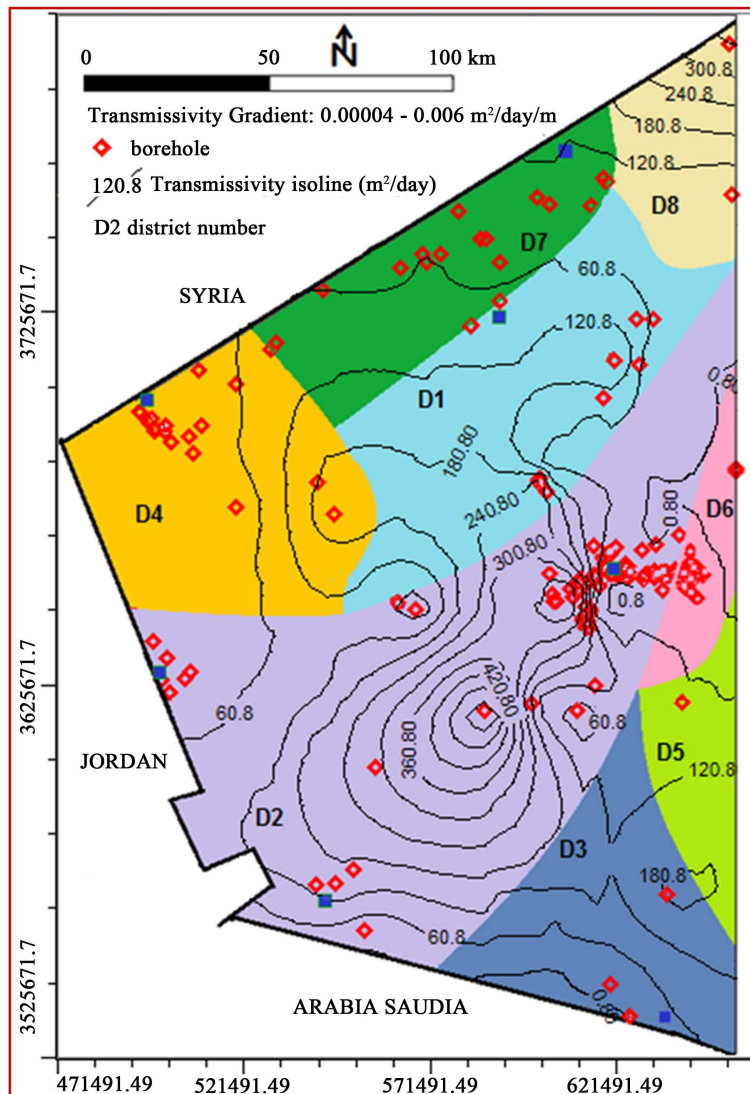 0 50 100 km
N
Transmissivity Gradient: 0.00004 - 0.006 m²/day/m
borehole
120.8 Transmissivity isoline (m²/day)
D2 district number
300.8
240.8
180.8
120.8
D8
D7
SYRIA
60.8
120.8
D1
180.80
240.80
300.80
D4
0.80
D6
0.8
420.80
60.8
60.8
JORDAN
360.80
D5
120.8
D2
D3
180.8
60.8
ARABIA SAUDIA
3725671.7
3625671.7
3525671.7
471491.49 521491.49 571491.49 621491.49